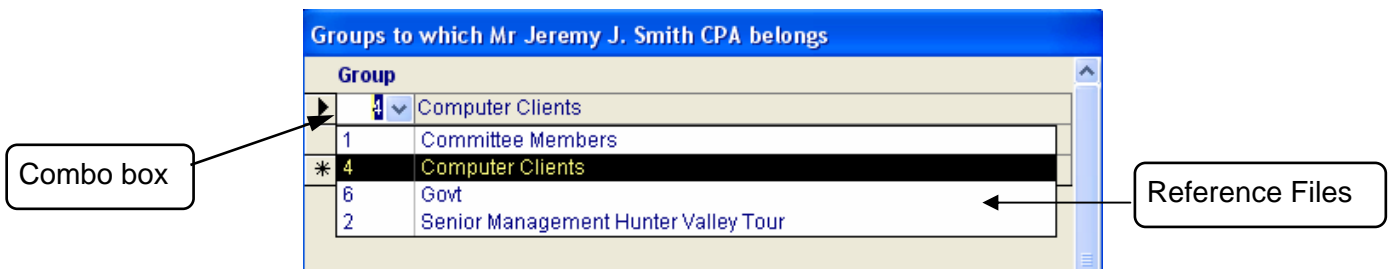 Groups to which Mr Jeremy J. Smith CPA belongs
Group
4 Computer Clients
1 Committee Members
* 4 Computer Clients
6 Govt
2 Senior Management Hunter Valley Tour
Combo box
Reference Files